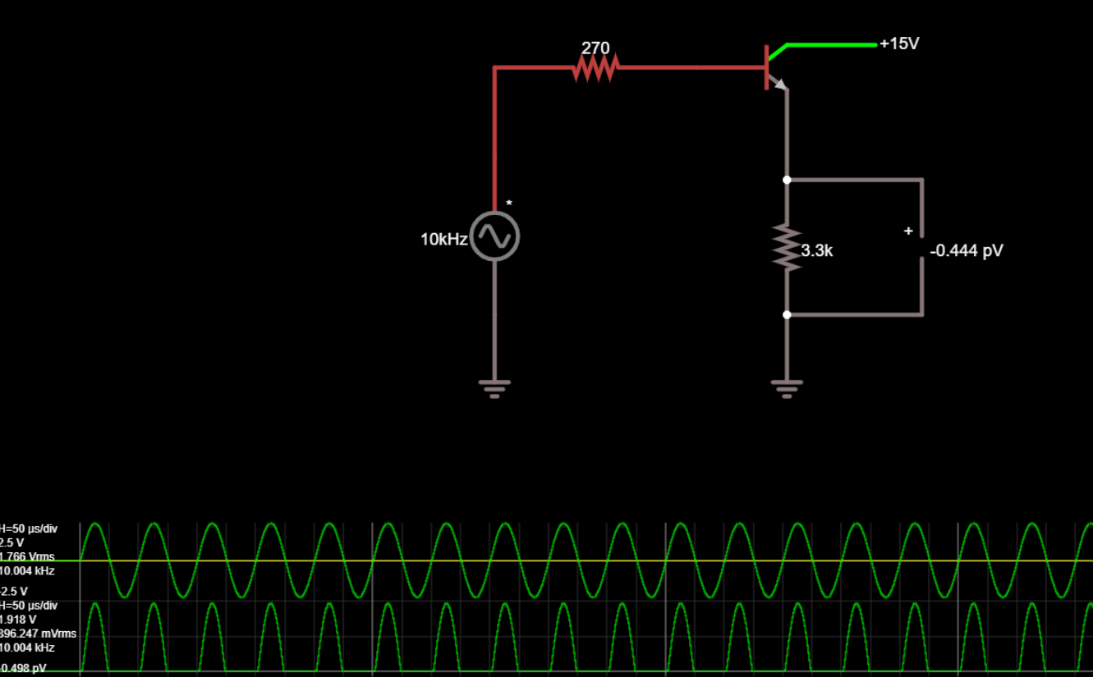 270
+15V
*
10kHz
+
3.3k
-0.444 pV
H=50 µs/div
2.5 V
1.766 Vrms
10.004 kHz
-2.5 V
H=50 µs/div
1.918 V
896.247 mVrms
10.004 kHz
-0.498 pV